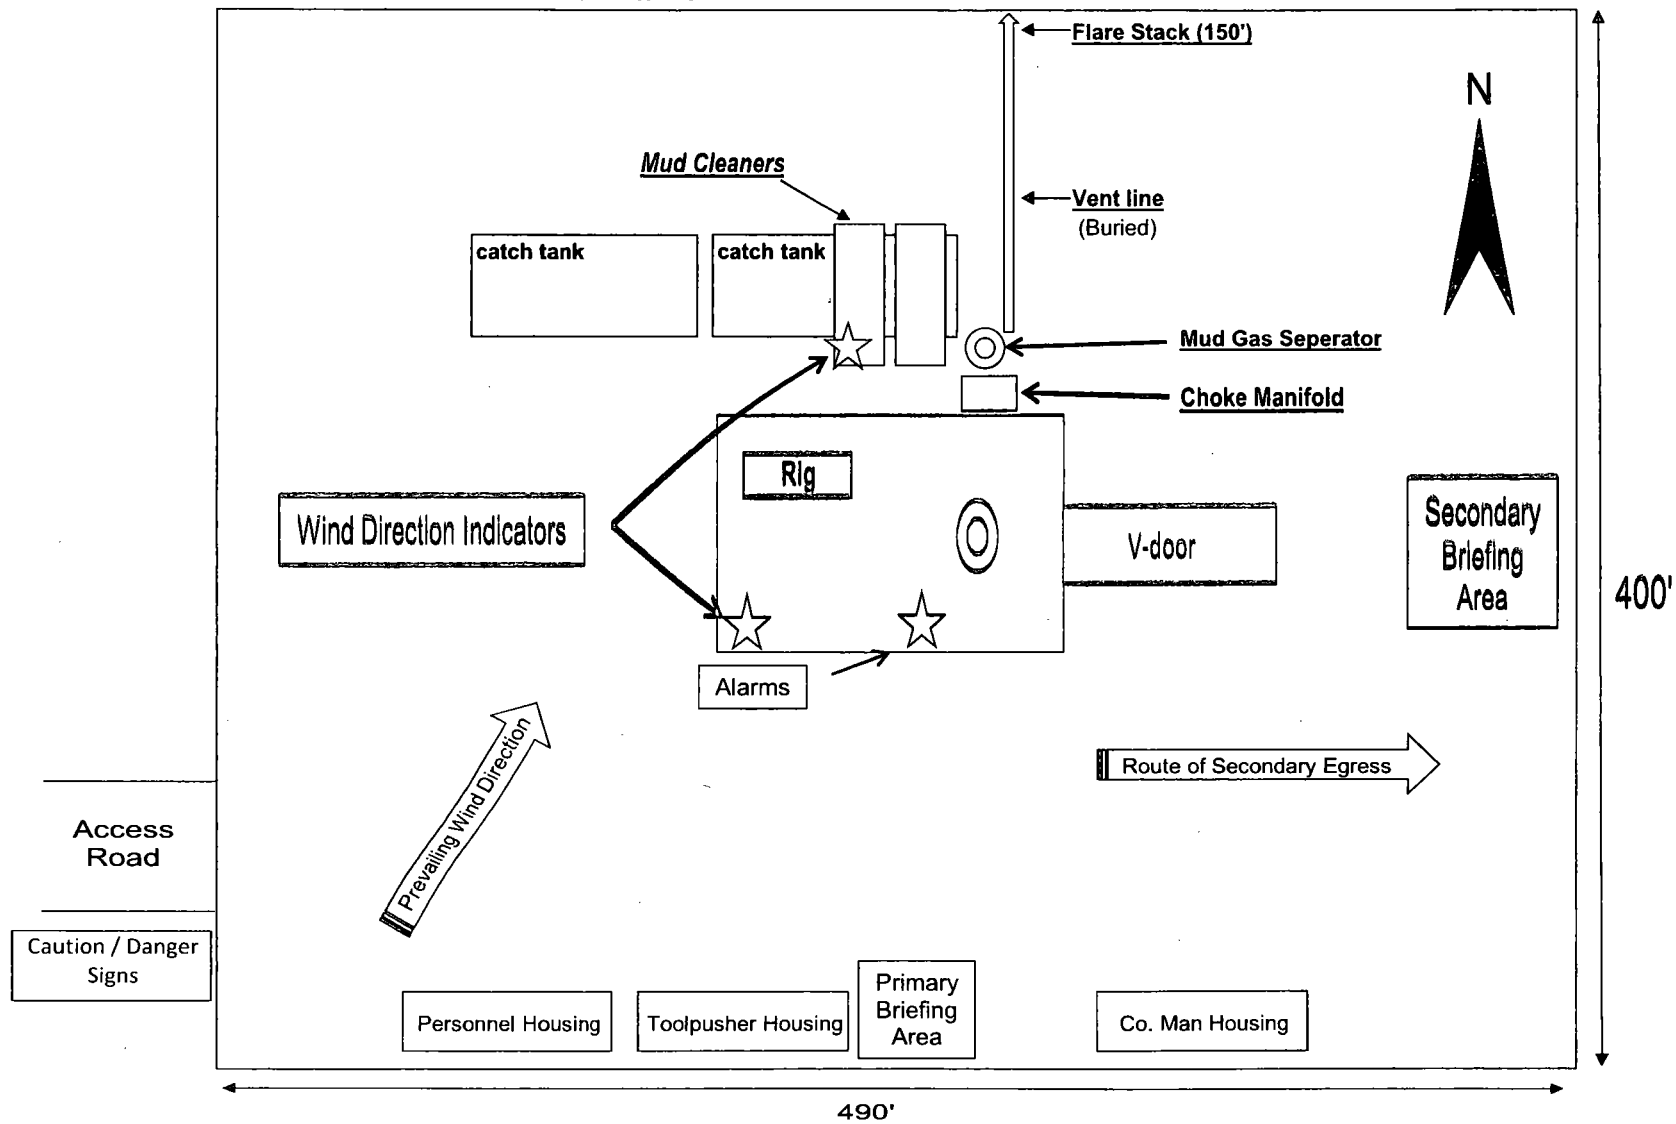 Flare Stack (150')
N
Mud Cleaners
Vent line
(Buried)
catch tank
catch tank
Mud Gas Seperator
Choke Manifold
Rig
Wind Direction Indicators
V-door
Secondary
Briefing
Area
400'
Alarms
Prevailing Wind Direction
Route of Secondary Egress
Access
Road
Caution / Danger
Signs
Personnel Housing
Toolpusher Housing
Primary
Briefing
Area
Co. Man Housing
490'